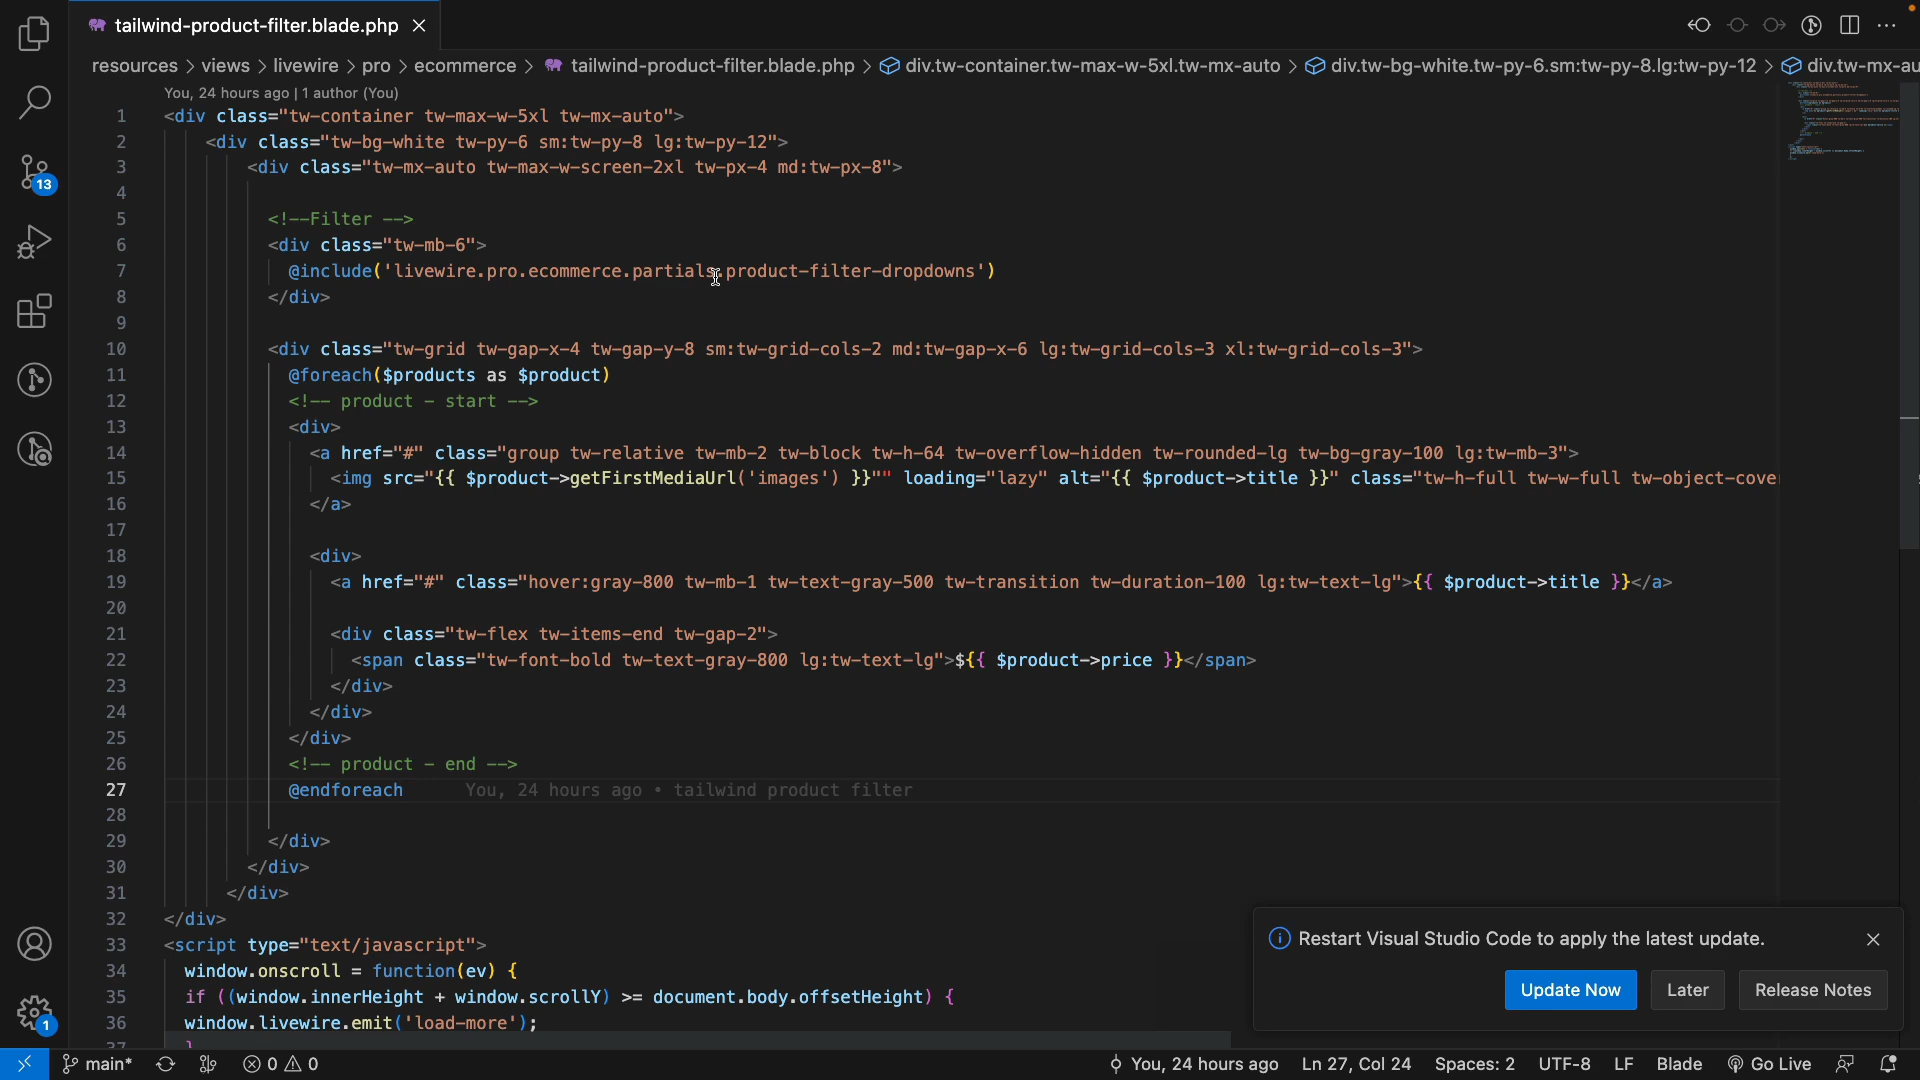 tailwind-product-filter.blade.php
resources > views > livewire > pro > ecommerce > tailwind-product-filter.blade.php > div.tw-container.tw-max-w-5xl.tw-mx-auto > div.tw-bg-white.tw-py-6.sm:tw-py-8.lg:tw-py-12 > div.tw-mx-au
You, 24 hours ago | 1 author (You)
1 <div class="tw-container tw-max-w-5xl tw-mx-auto">
2 <div class="tw-bg-white tw-py-6 sm:tw-py-8 lg:tw-py-12">
3 <div class="tw-mx-auto tw-max-w-screen-2xl tw-px-4 md:tw-px-8">
4
5 <!--Filter -->
6 <div class="tw-mb-6">
7 @include('livewire.pro.ecommerce.partials.product-filter-dropdowns')
8 </div>
9
10 <div class="tw-grid tw-gap-x-4 tw-gap-y-8 sm:tw-grid-cols-2 md:tw-gap-x-6 lg:tw-grid-cols-3 xl:tw-grid-cols-3">
11 @foreach($products as $product)
12 <!-- product - start -->
13 <div>
14 <a href="#" class="group tw-relative tw-mb-2 tw-block tw-h-64 tw-overflow-hidden tw-rounded-lg tw-bg-gray-100 lg:tw-mb-3">
15 <img src="{{ $product->getFirstMediaUrl('images') }}"" loading="lazy" alt="{{ $product->title }}" class="tw-h-full tw-w-full tw-object-cover
16 </a>
17
18 <div>
19 <a href="#" class="hover:gray-800 tw-mb-1 tw-text-gray-500 tw-transition tw-duration-100 lg:tw-text-lg">{{ $product->title }}</a>
20
21 <div class="tw-flex tw-items-end tw-gap-2">
22 <span class="tw-font-bold tw-text-gray-800 lg:tw-text-lg">${{ $product->price }}</span>
23 </div>
24 </div>
25 </div>
26 <!-- product - end -->
27 @endforeach You, 24 hours ago • tailwind product filter
28
29 </div>
30 </div>
31 </div>
32 </div>
33 <script type="text/javascript">
34 window.onscroll = function(ev) {
35 if ((window.innerHeight + window.scrollY) >= document.body.offsetHeight) {
36 window.livewire.emit('load-more');
37 }
13
1
Restart Visual Studio Code to apply the latest update.
Update Now Later Release Notes
main* 0 0 You, 24 hours ago Ln 27, Col 24 Spaces: 2 UTF-8 LF Blade Go Live